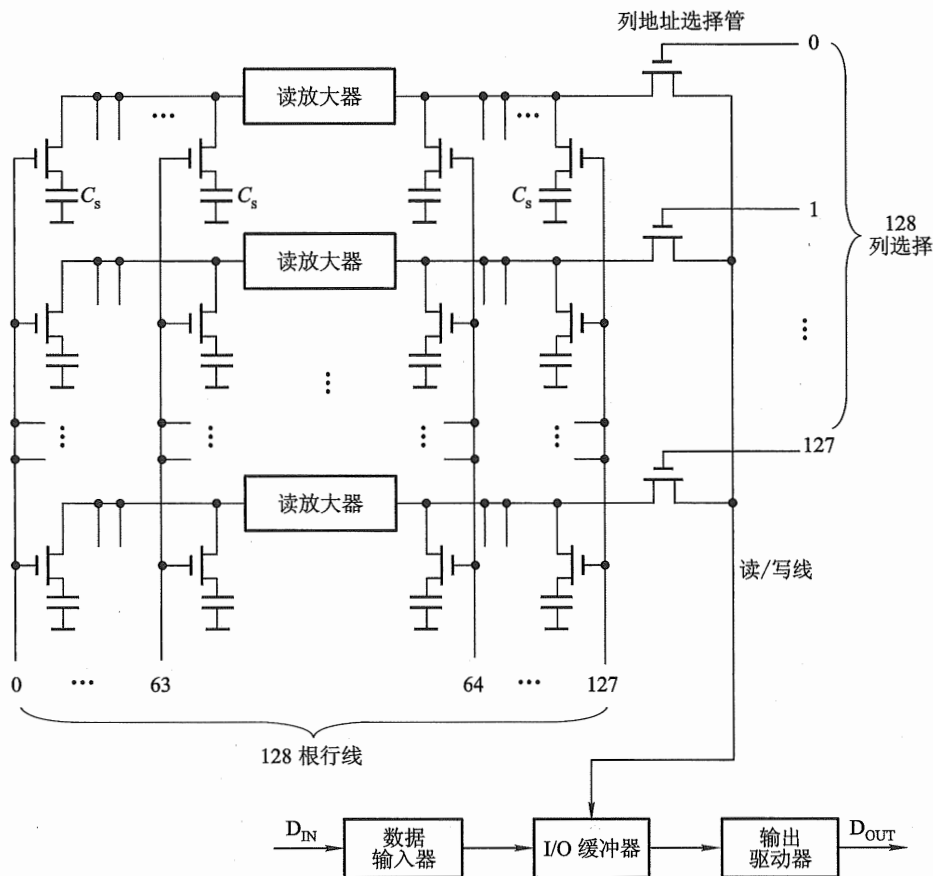 列地址选择管
0
读放大器
...
...
Cs
Cs
Cs
1
128
列选择
读放大器
...
...
...
...
...
...
127
读放大器
读/写线
0 ... 63 64 ... 127
128 根行线
DIN
数据
输入器
I/O 缓冲器
输出
驱动器
DOUT